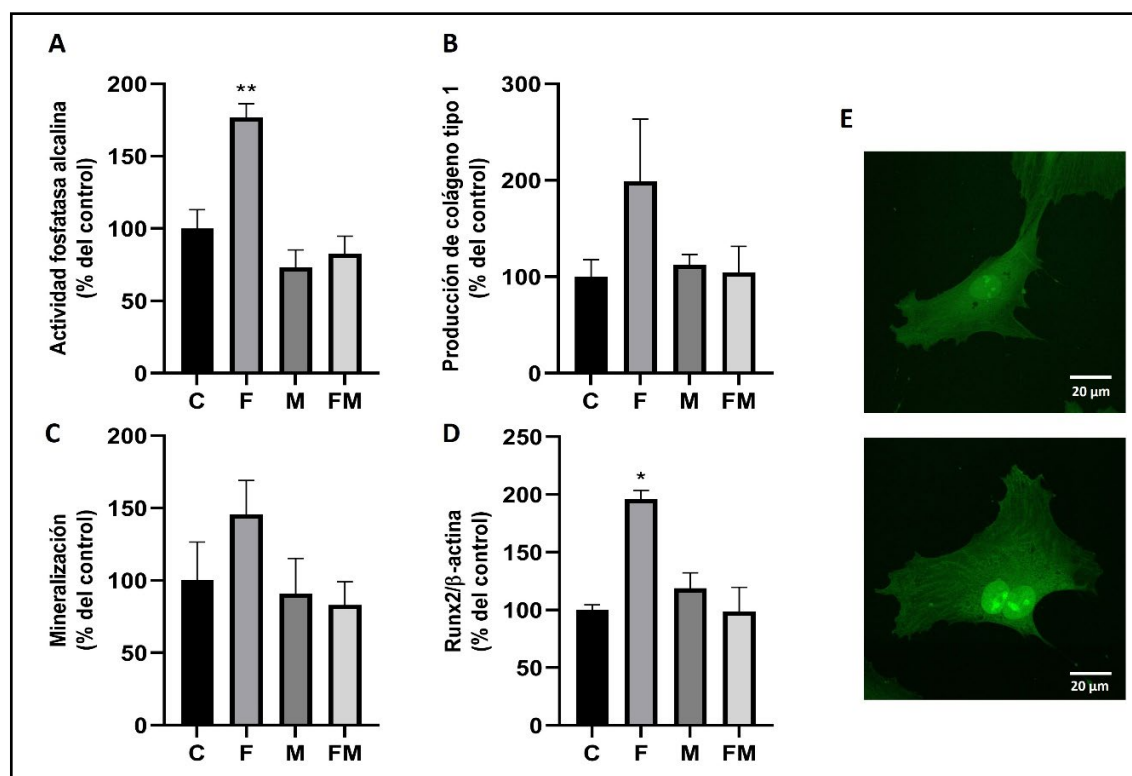 A
Actividad fosfatasa alcalina
(% del control)
200
**
150
100
50
0
C F M FM
B
Producción de colágeno tipo 1
(% del control)
300
200
100
0
C F M FM
C
Mineralización
(% del control)
200
150
100
50
0
C F M FM
D
Runx2/β-actina
(% del control)
250
*
200
150
100
50
0
C F M FM
E
20 µm
20 µm